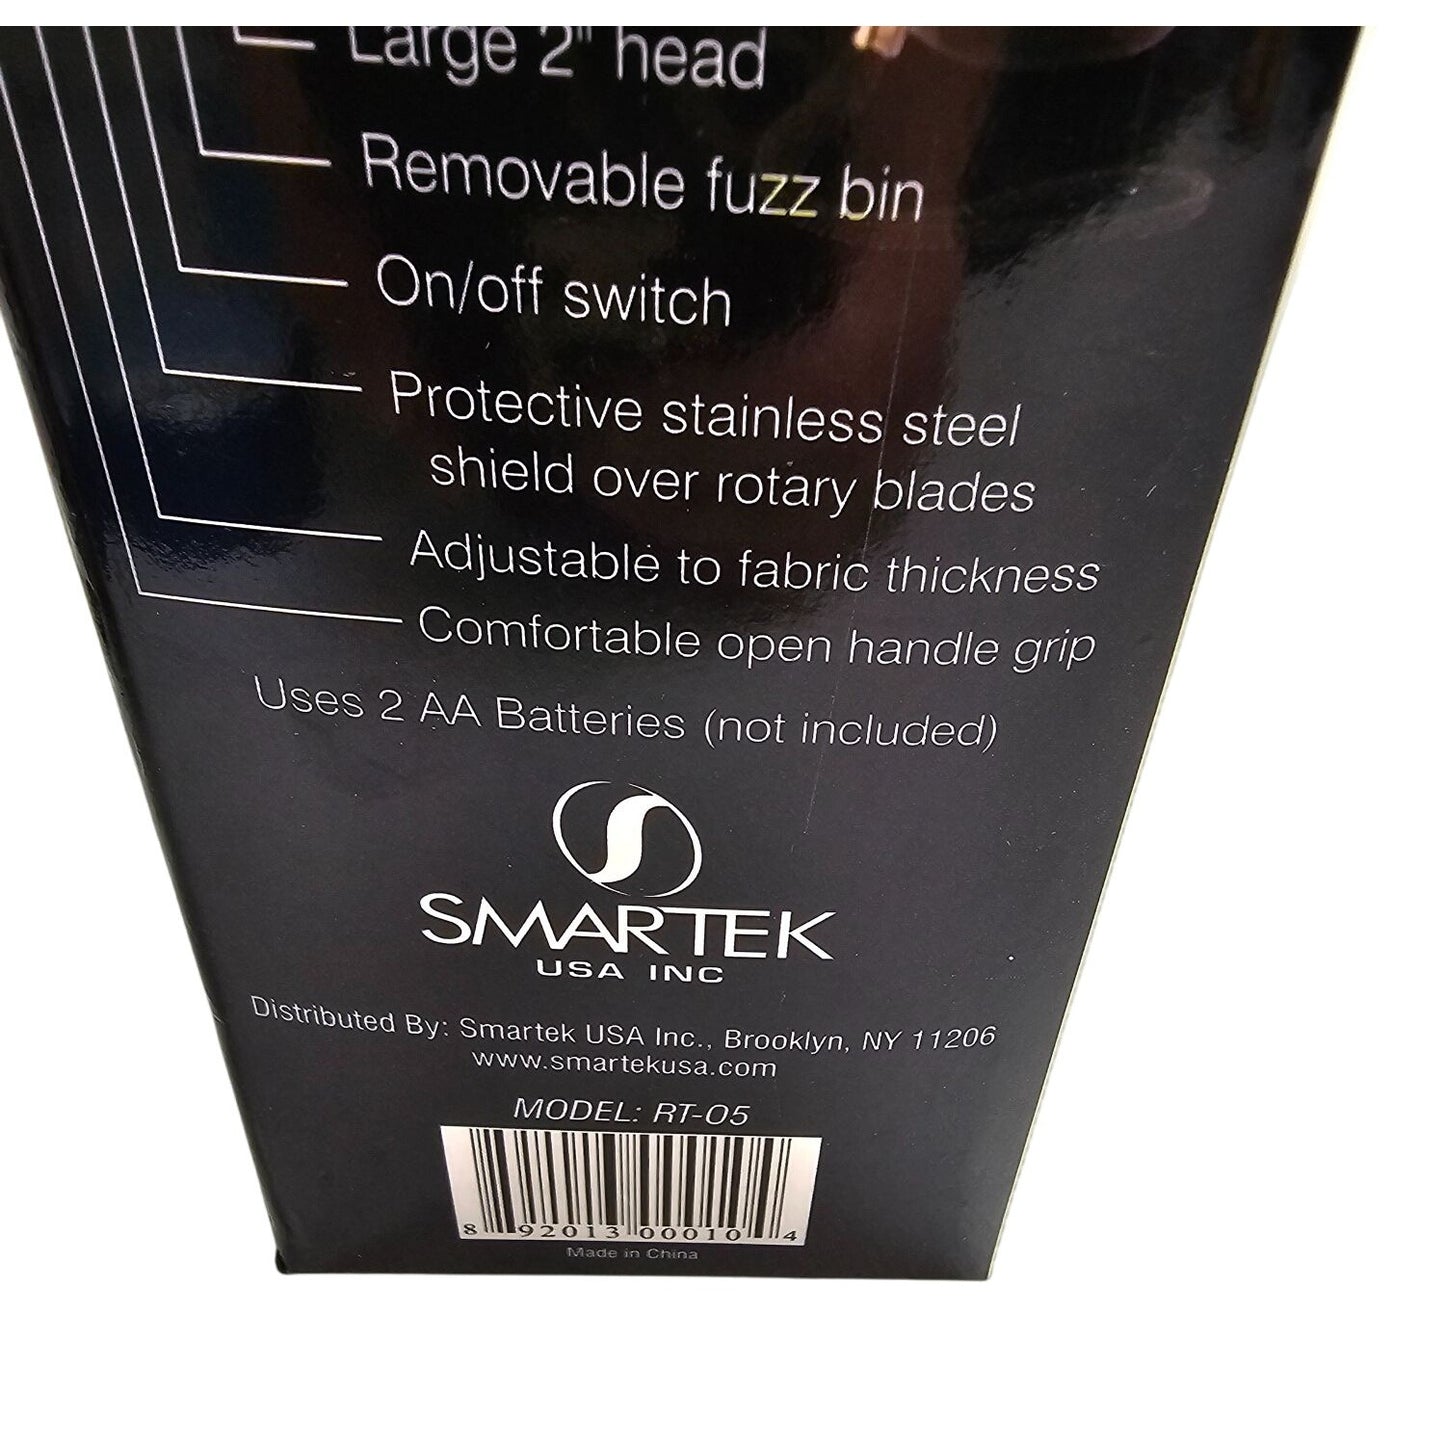 Large 2" head
Removable fuzz bin
On/off switch
Protective stainless steel
shield over rotary blades
Adjustable to fabric thickness
Comfortable open handle grip
Uses 2 AA Batteries (not included)
SMARTEK
USA INC
Distributed By: Smartek USA Inc., Brooklyn, NY 11206
www.smartekusa.com
MODEL: RT-05
8 92013 00010 4
Made in China